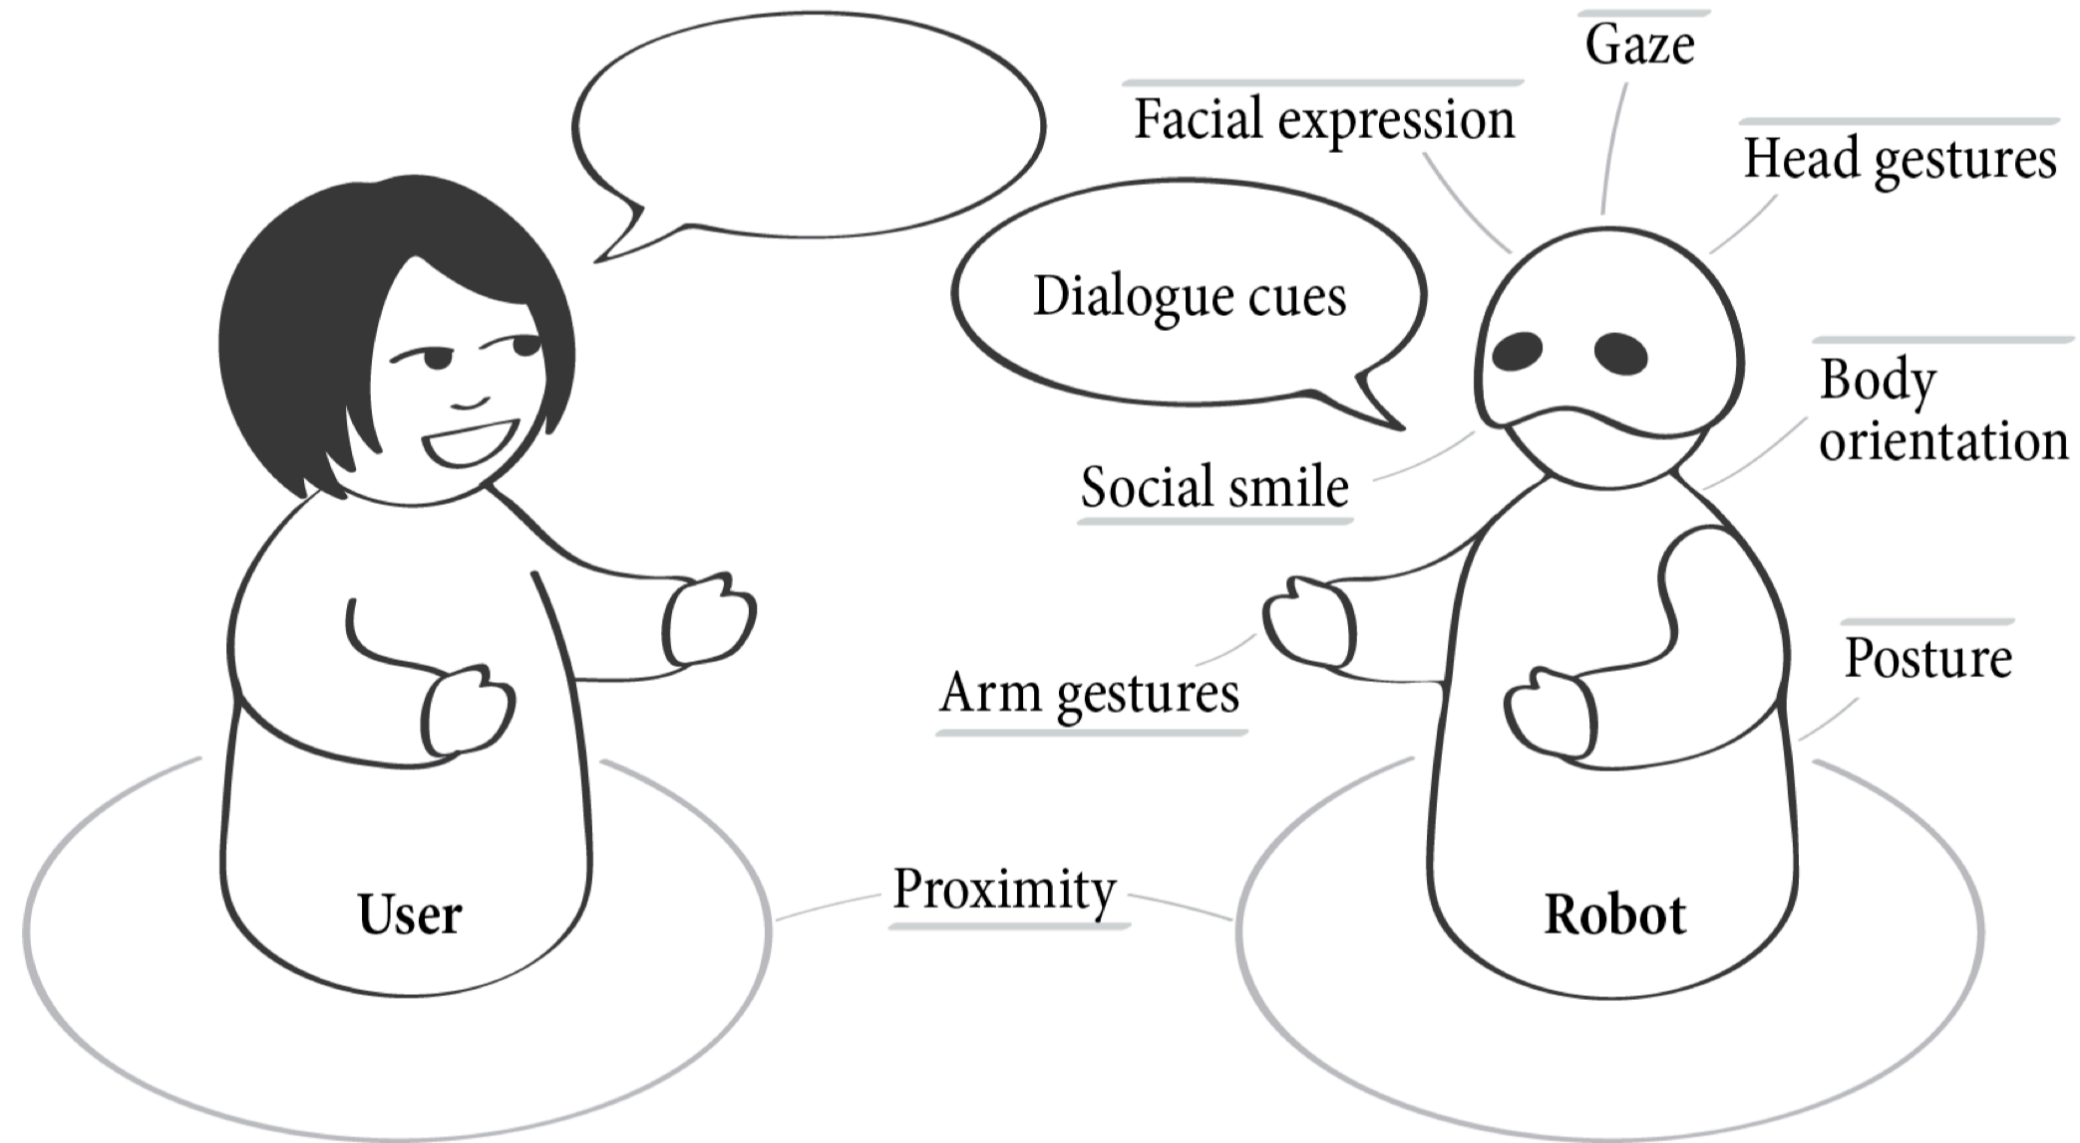 Gaze
Facial expression
Head gestures
Dialogue cues
Body
orientation
Social smile
Posture
Arm gestures
Proximity
User
Robot